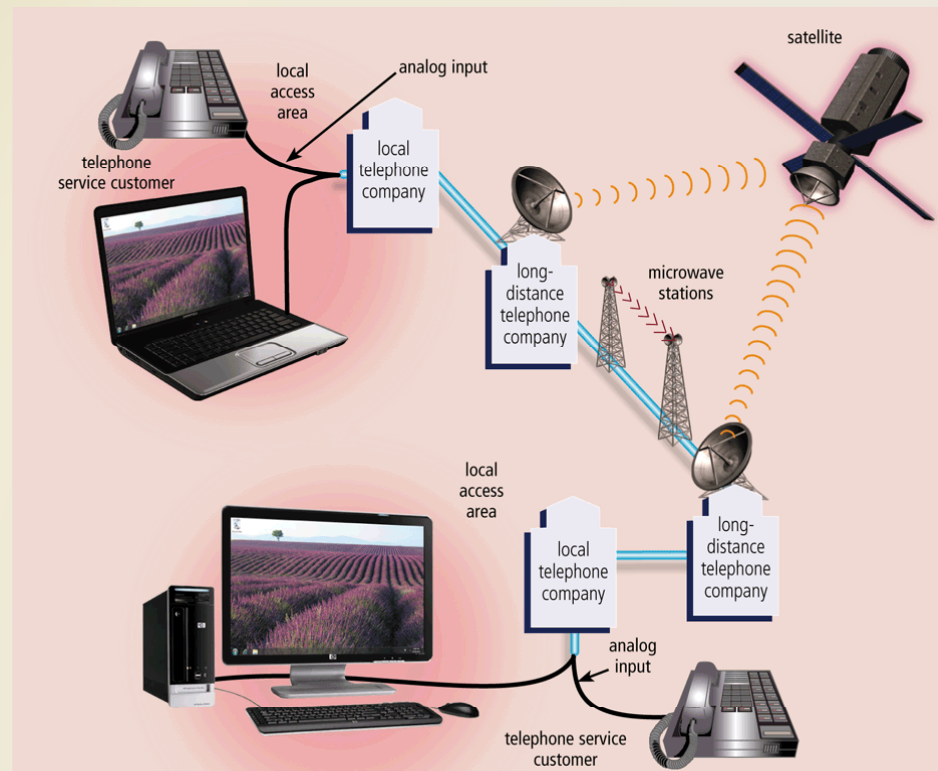 satellite
analog input
local
access
area
telephone
service customer
local
telephone
company
long-
distance
telephone
company
microwave
stations
local
access
area
local
telephone
company
long-
distance
telephone
company
analog
input
telephone service
customer